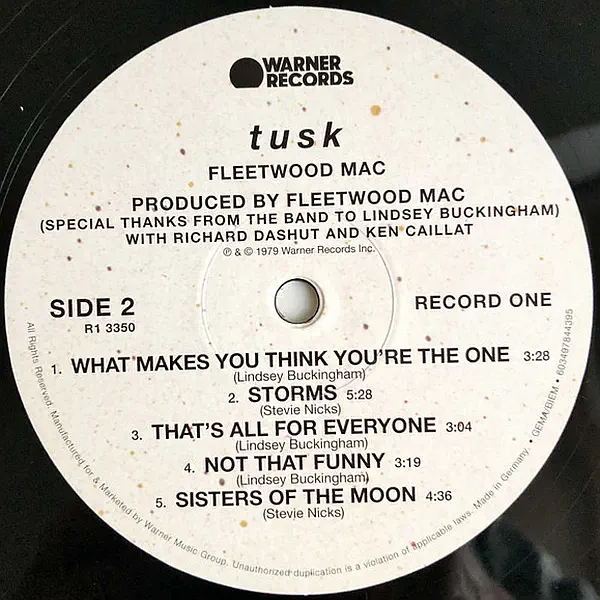 WARNER
RECORDS
tusk
FLEETWOOD MAC
PRODUCED BY FLEETWOOD MAC
(SPECIAL THANKS FROM THE BAND TO LINDSEY BUCKINGHAM)
WITH RICHARD DASHUT AND KEN CAILLAT
℗ & © 1979 Warner Records Inc.
SIDE 2
R1 3350
RECORD ONE
1. WHAT MAKES YOU THINK YOU'RE THE ONE 3:28
(Lindsey Buckingham)
2. STORMS 5:28
(Stevie Nicks)
3. THAT'S ALL FOR EVERYONE 3:04
(Lindsey Buckingham)
4. NOT THAT FUNNY 3:19
(Lindsey Buckingham)
5. SISTERS OF THE MOON 4:36
(Stevie Nicks)
All Rights Reserved. Manufactured for & Marketed by Warner Music Group. Unauthorized duplication is a violation of applicable laws. Made in Germany. • GEMA/BIEM • 603497844395